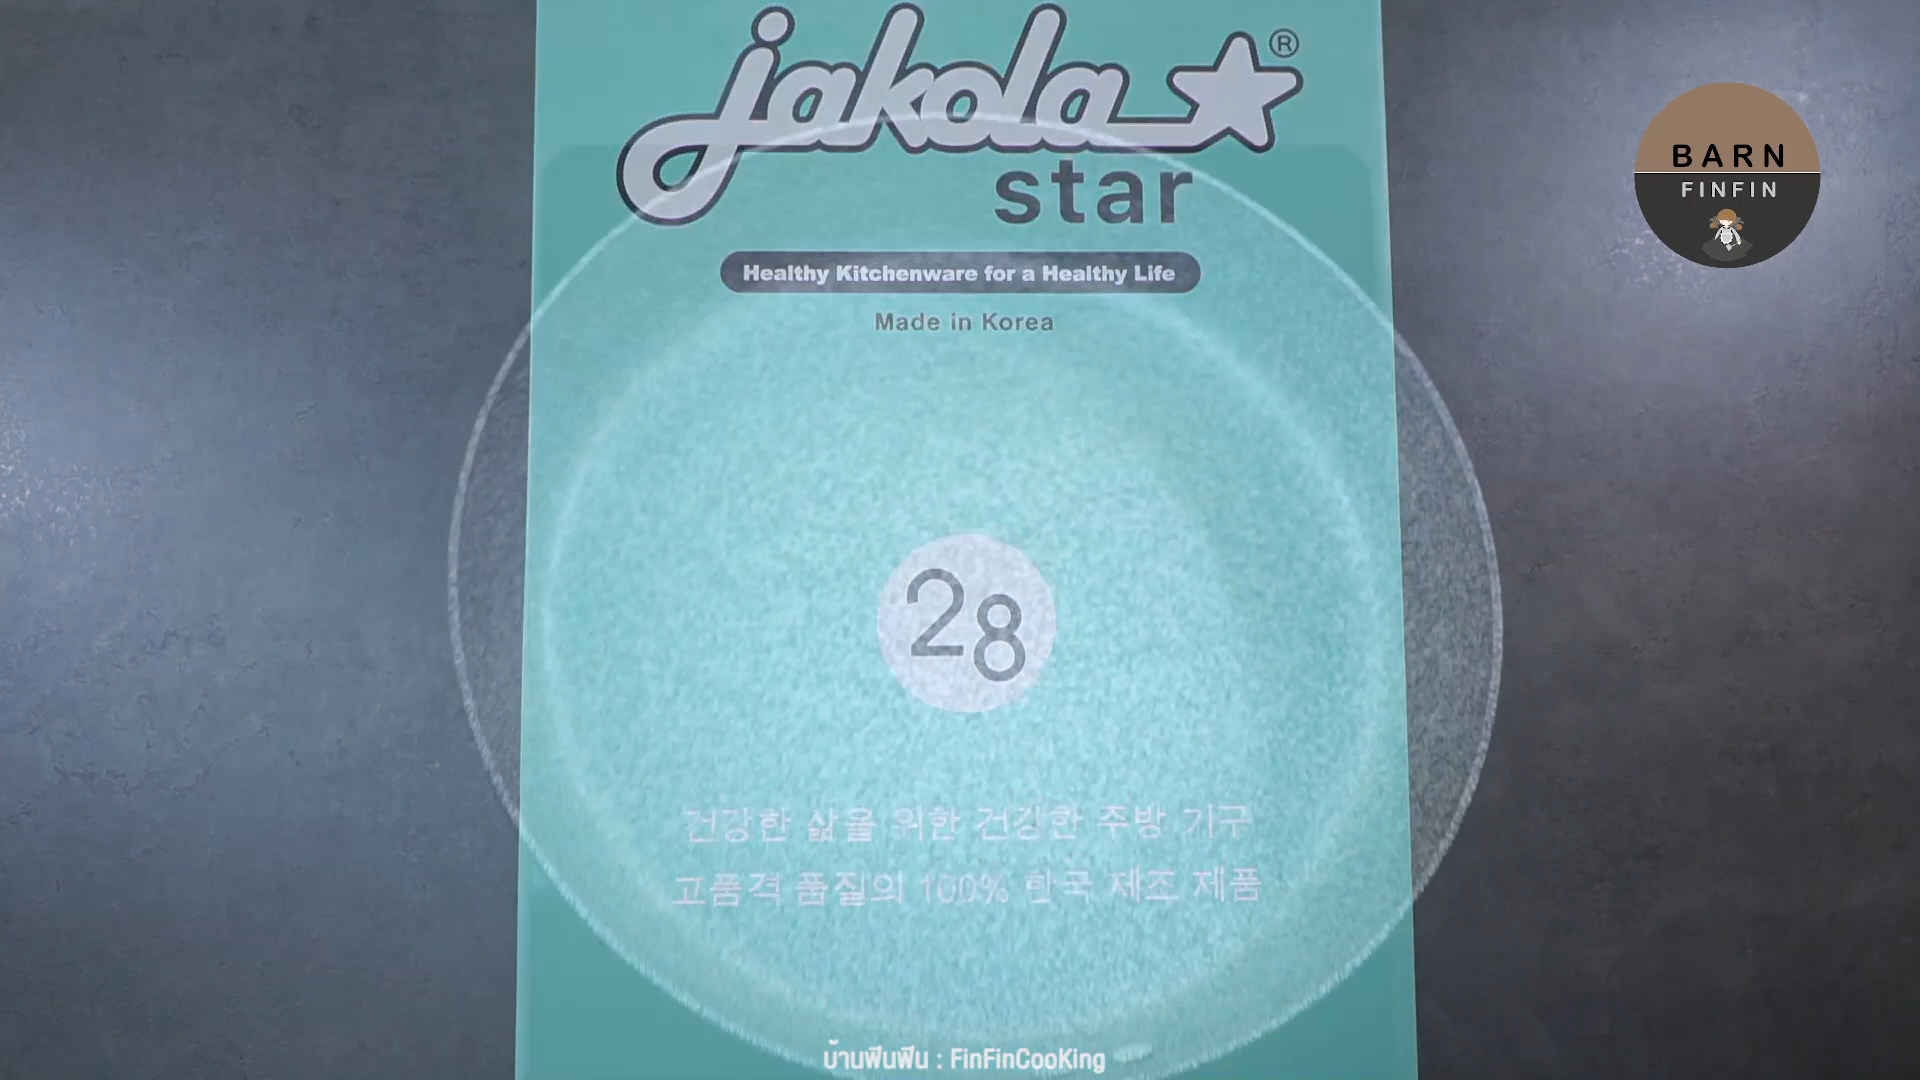 jakola ®
star
Healthy Kitchenware for a Healthy Life
Made in Korea
28
건강한 삶을 위한 건강한 주방 기구
고품격 품질의 100% 한국 제조 제품
BARN
FINFIN
บ้านฟินฟิน : FinFinCooKing